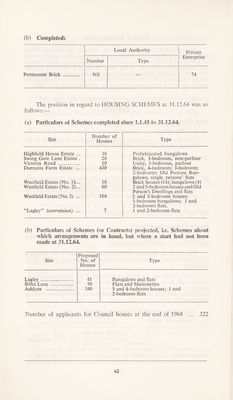 (b) Completed:
Local Authority
Private Enterprise
Number
Type
Permanent Brick ............ Nil — 74
The position in regard to HOUSING SCHEMES at 31.12.64 was as
follows:—
(a) Particulars of Schemes completed since 1.1.45 to 31.12.64.
Site Number of Houses Type
Highfield House Estate ... 30 Prefabricated bungalows
Swing Gate Lane Estate . 20 Brick, 3-bedroom, non-parlour
Victoria Road ............... 10 Unity, 3-bedroom, parlour
Durrants Farm Estate ... 430 Brick, 4-bedroom; 3-bedroom;
2-bedroom; Old Persons Bun-
galows; single persons' flats
Westfield Estate (No. 1)... 18 Brick houses (14); bungalows (4)
Westfield Estate (No. 2)... 80 2 and 3-bedroom houses and Old
Person's Dwellings and flats
Westfield Estate (No. 3) ... 104 2 and 3-bedroom houses;
1-bedroom bungalows; 1 and
2-bedroom flats.
"Lagley" (conversion) ... 7 1 and 2-bedroom flats
(b) Particulars of Schemes (or Contracts) projected, i.e. Schemes about
which arrangements are in hand, but where a start had not been
made at 31.12.64.
Site Proposed No. of Houses Type
Lagley ........................ 43 Bungalows and flats
Billet Lane .................. 39 Flats and Maisonettes
Ashlyns ..................... 340 3 and 4-bedroom houses; 1 and
2-bedroom flats
Number of applicants for Council houses at the end of 1964 ... 322
62